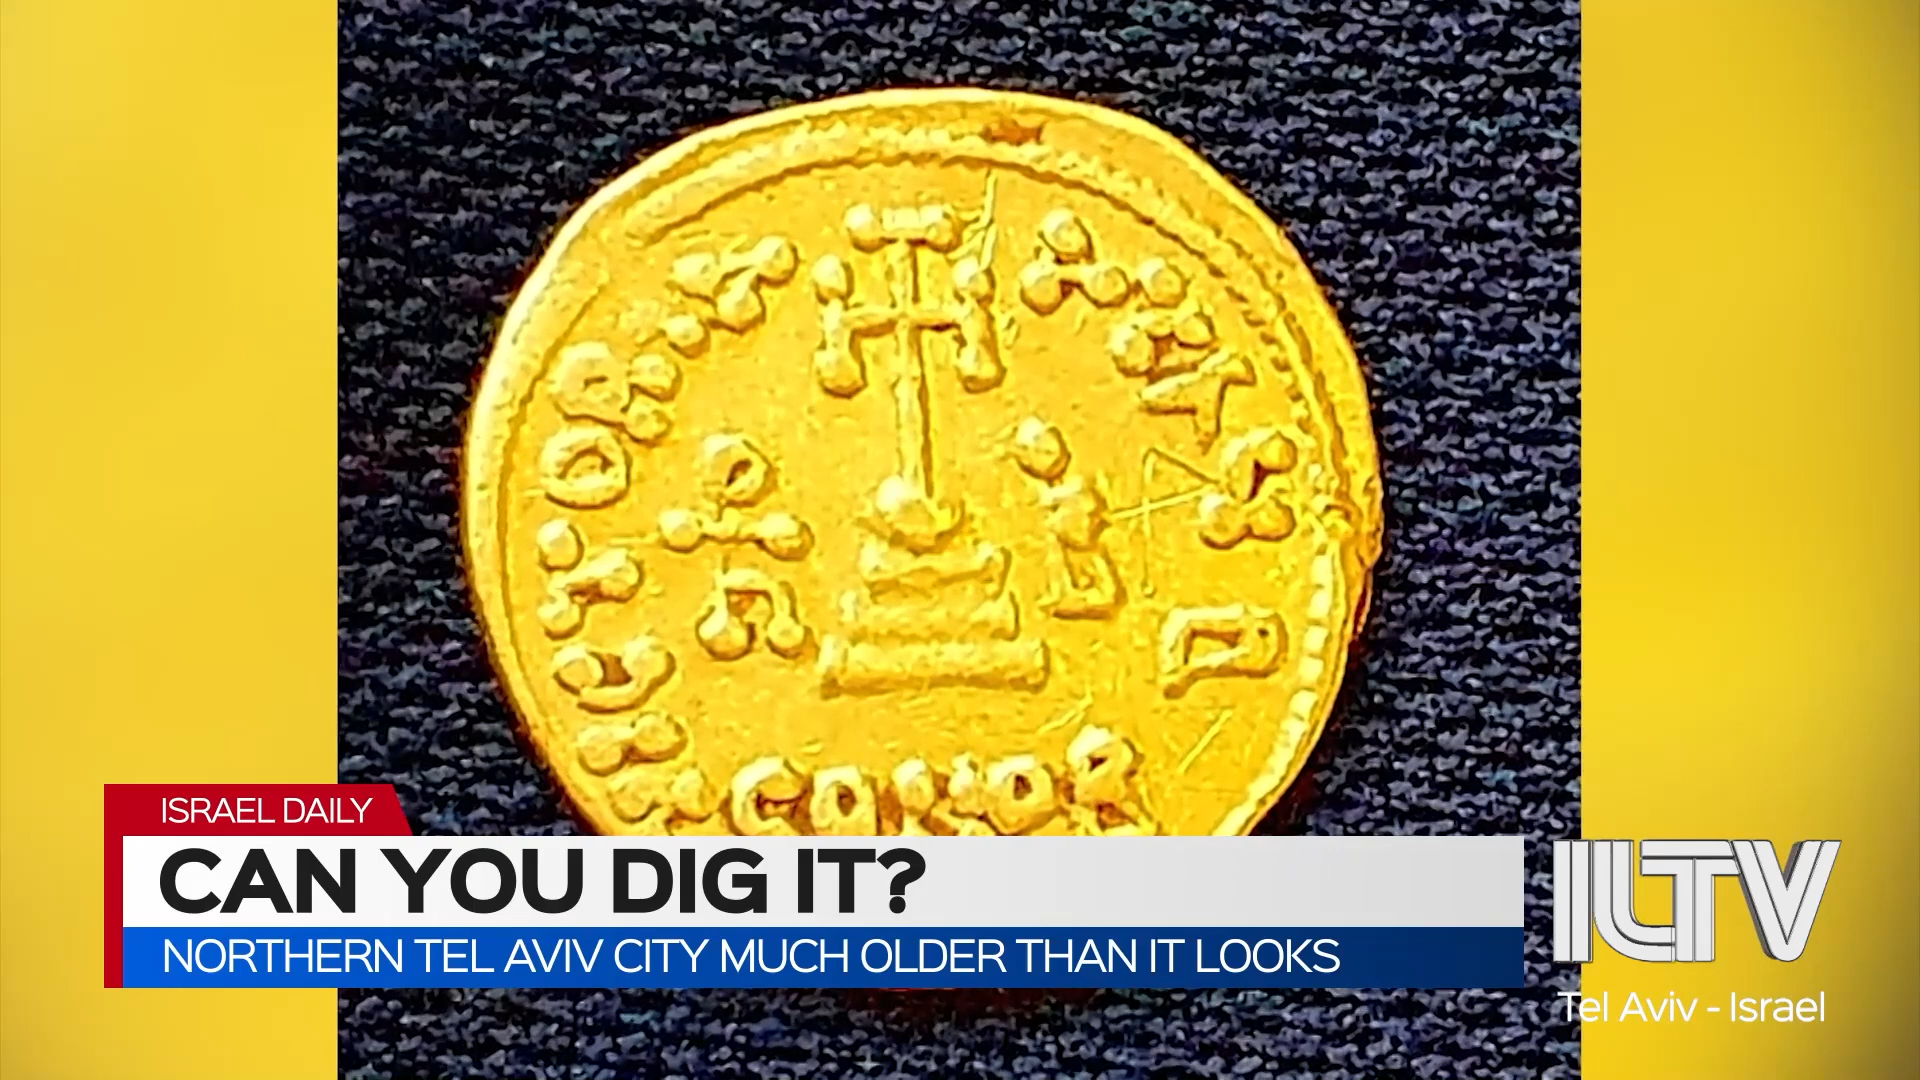 ISRAEL DAILY
CAN YOU DIG IT?
NORTHERN TEL AVIV CITY MUCH OLDER THAN IT LOOKS
ILTV
Tel Aviv - Israel